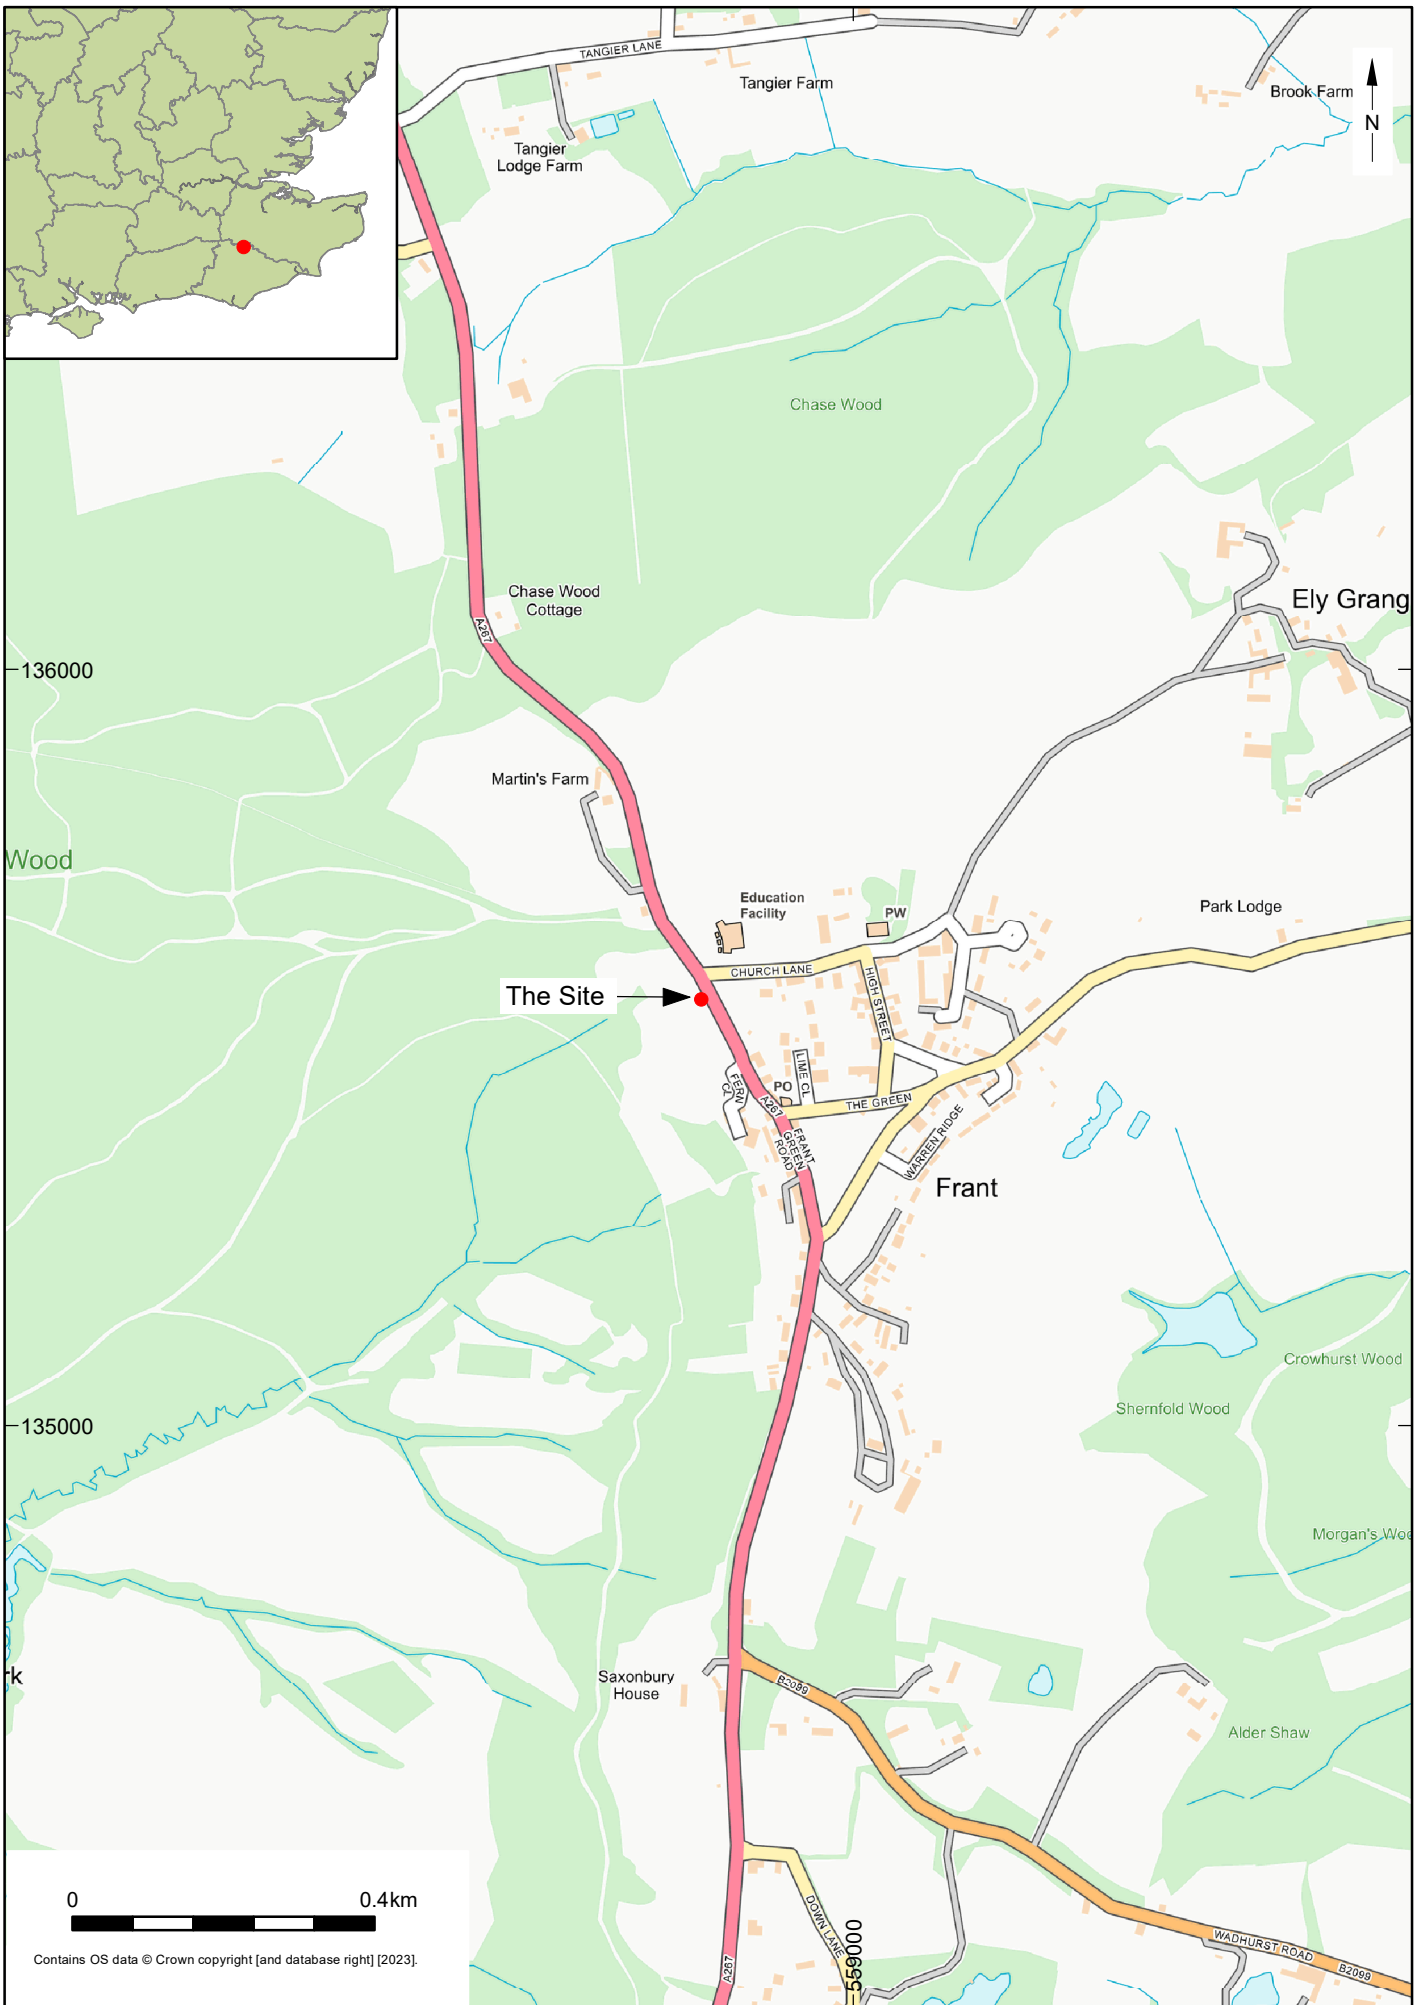 TANGIER LANE
Tangier Farm
Brook Farm
N
Tangier
Lodge Farm
Chase Wood
Chase Wood
Cottage
Ely Grang
A267
136000
Martin's Farm
Wood
Education
Facility
PW
Park Lodge
CHURCH LANE
The Site
HIGH STREET
LIME CL
FERN
CL
PO
A267
THE GREEN
FRANT
GREEN
ROAD
WARREN RIDGE
Frant
Crowhurst Wood
Shernfold Wood
135000
Morgan's Woo
rk
Saxonbury
House
B2099
Alder Shaw
0 0.4km
DOWN LANE
559000
WADHURST ROAD
B2099
A267
Contains OS data © Crown copyright [and database right] [2023].